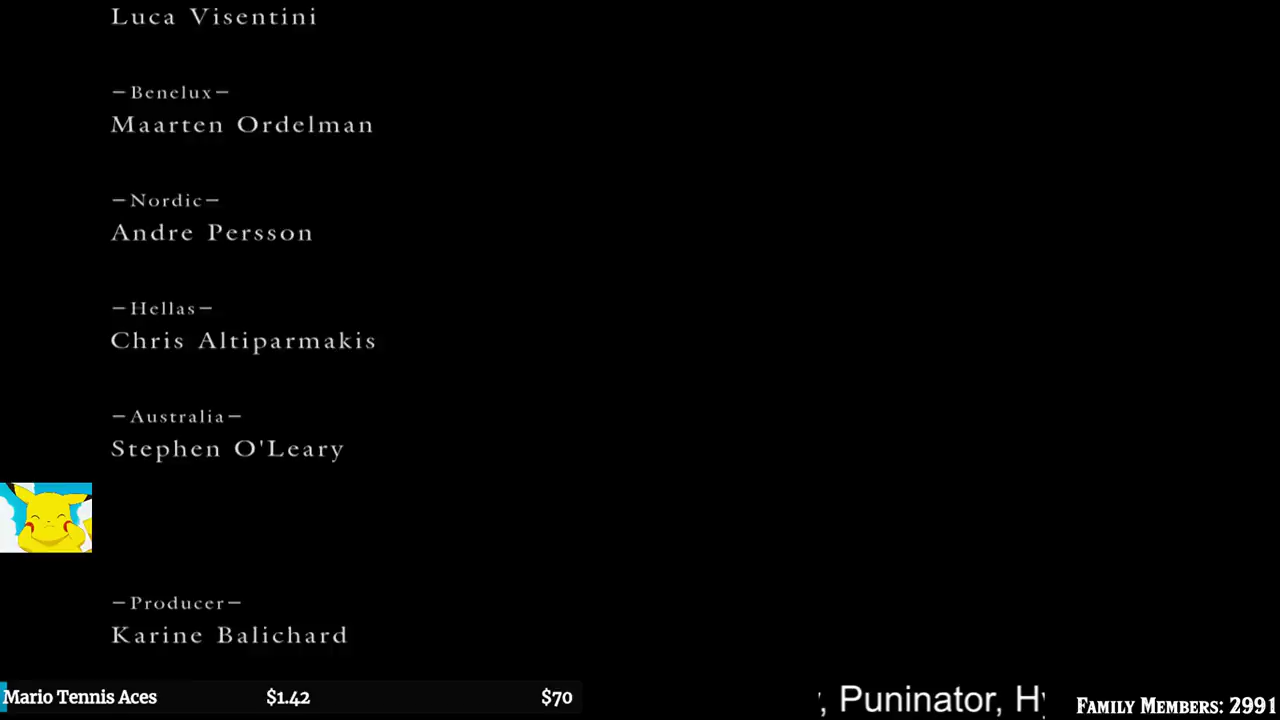 Luca Visentini
－Benelux－
Maarten Ordelman
－Nordic－
Andre Persson
－Hellas－
Chris Altiparmakis
－Australia－
Stephen O'Leary
－Producer－
Karine Balichard
Mario Tennis Aces $1.42 $70
, Puninator,
Family Members: 2991